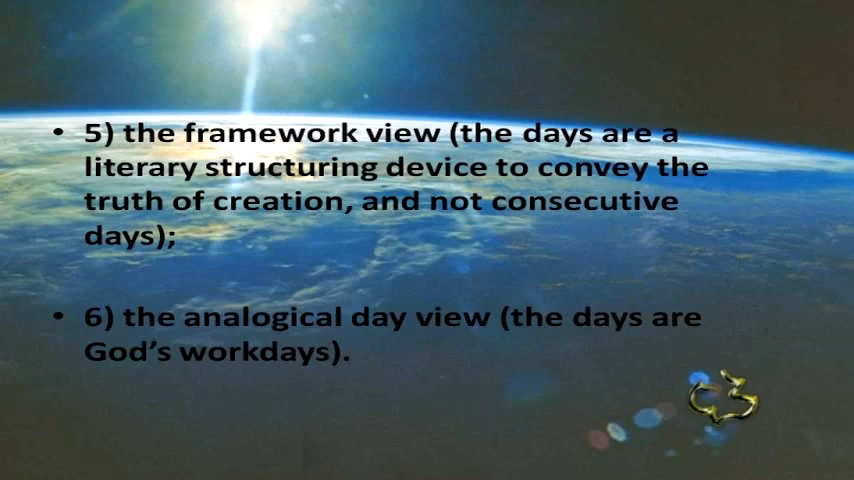 • 5) the framework view (the days are a
literary structuring device to convey the
truth of creation, and not consecutive
days);
• 6) the analogical day view (the days are
God’s workdays).